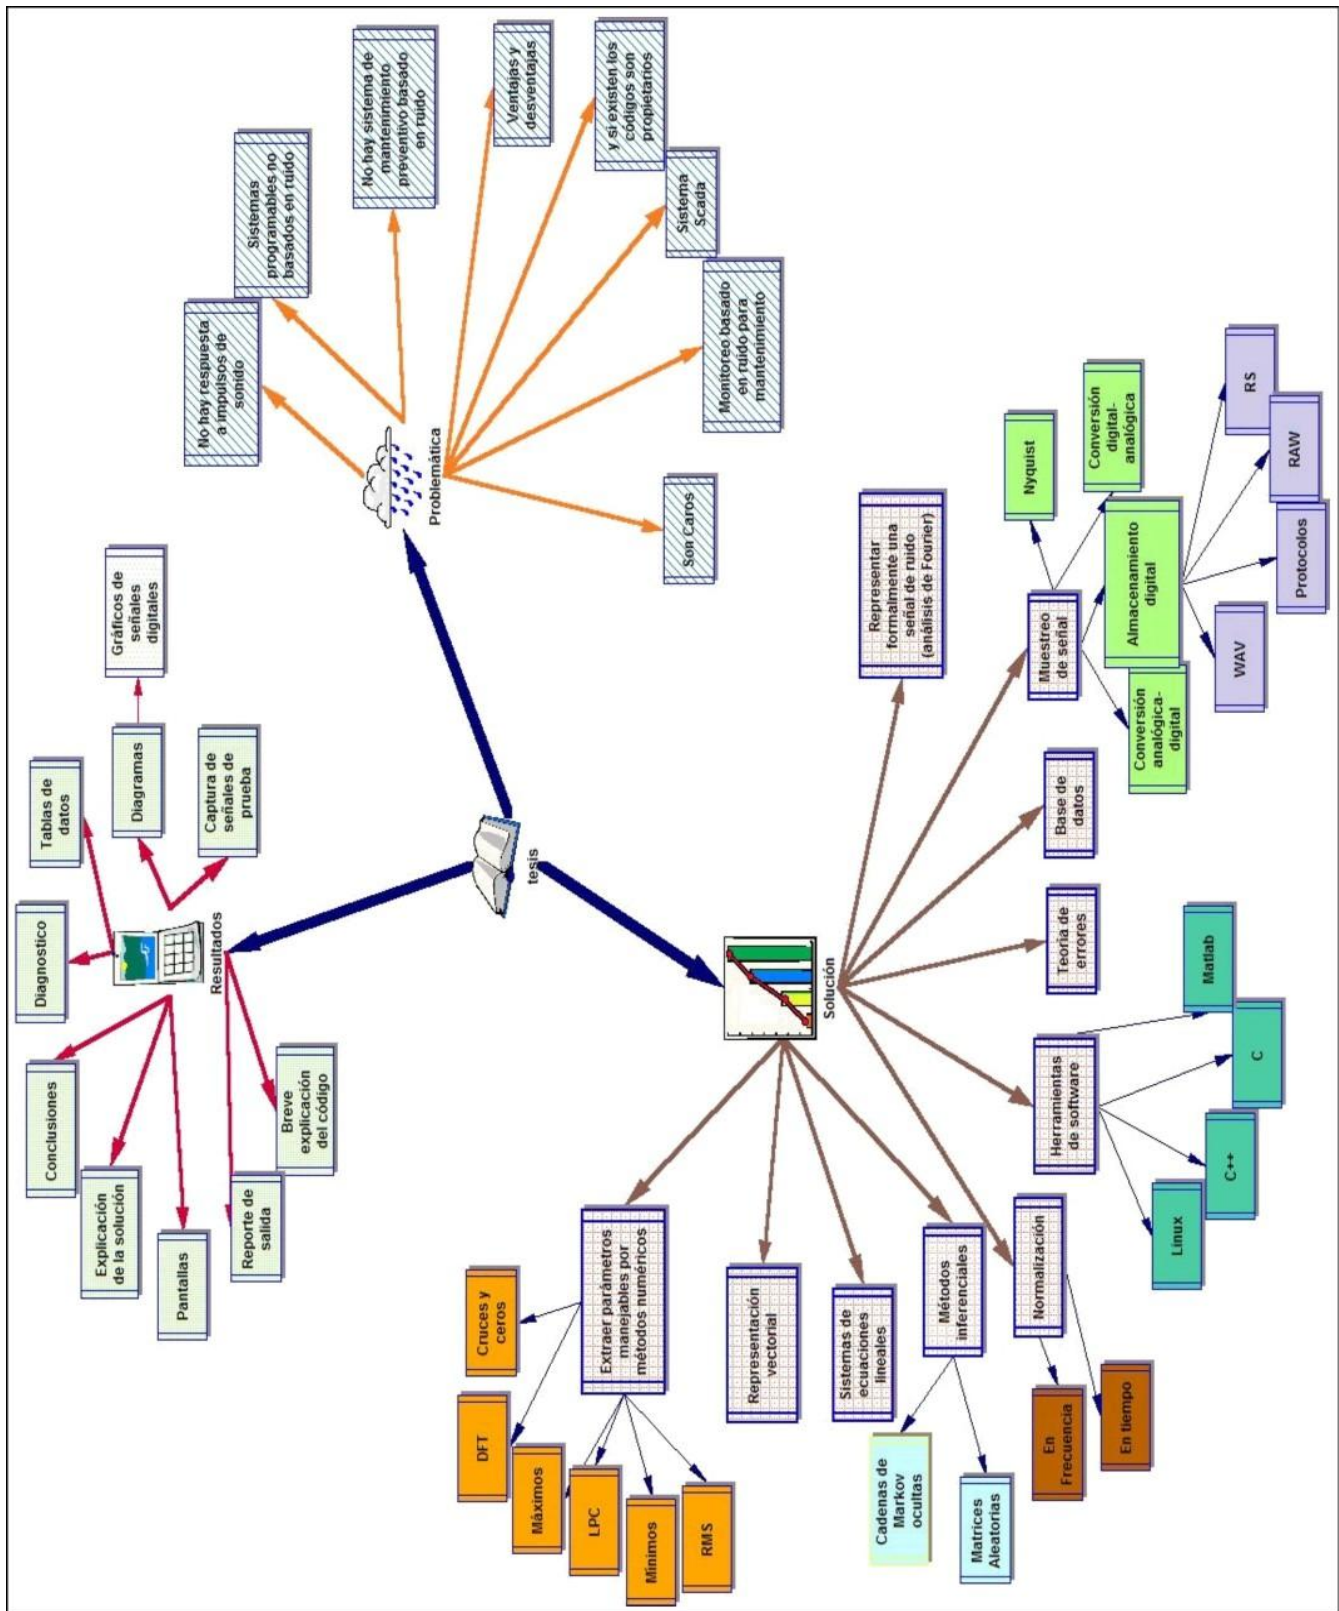 tesis
Problemática
No hay respuesta
a impulsos de
sonido
Sistemas
programables no
basados en ruido
No hay sistema de
mantenimiento
preventivo basado
en ruido
Ventajas y
desventajas
y si existen los
códigos son
propietarios
Sistema
Scada
Monitoreo basado
en ruido para
mantenimiento
Son Caros
Resultados
Captura de
señales de
prueba
Diagramas
Gráficos de
señales
digitales
Tablas de
datos
Diagnostico
Conclusiones
Explicación
de la solución
Pantallas
Reporte de
salida
Breve
explicación
del código
Solución
Representar
formalmente una
señal de ruido
(análisis de Fourier)
Muestreo
de señal
Nyquist
Conversión
digital-
analógica
Almacenamiento
digital
Conversión
analógica-
digital
RS
RAW
Protocolos
WAV
Base de
datos
Teoria de
errores
Herramientas
de software
Matlab
C
C++
Linux
Normalización
En
Frecuencia
En tiempo
Métodos
inferenciales
Cadenas de
Markov
ocultas
Matrices
Aleatorias
Sistemas de
ecuaciones
lineales
Representación
vectorial
Extraer parámetros
manejables por
métodos numéricos
Cruces y
ceros
DFT
Máximos
LPC
Mínimos
RMS